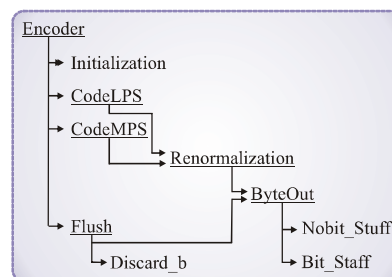 Encoder
Initialization
CodeLPS
CodeMPS
Renormalization
ByteOut
Flush
Nobit_Stuff
Discard_b
Bit_Staff